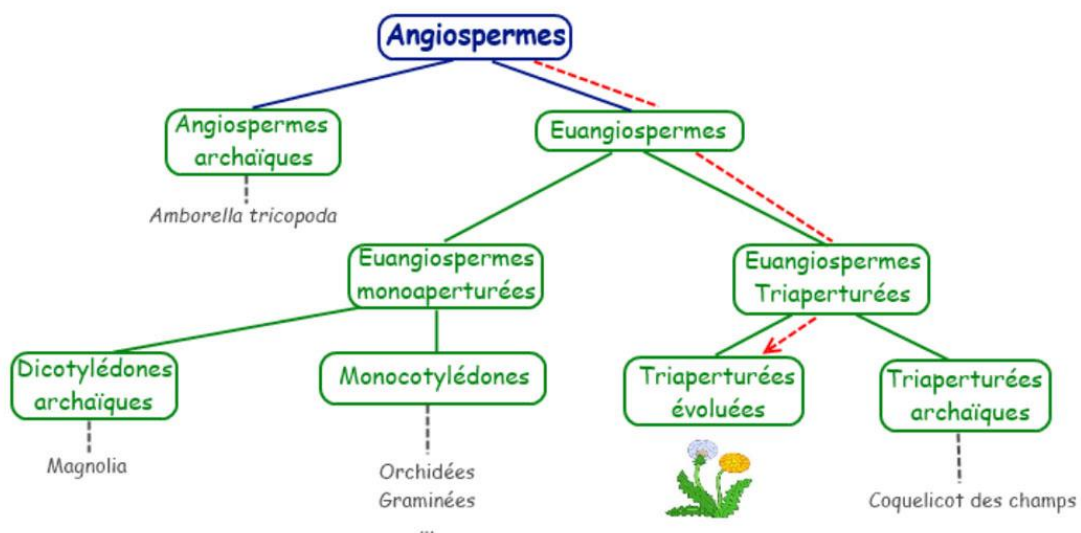 Angiospermes
Angiospermes
archaïques
Euangiospermes
Amborella tricopoda
Euangiospermes
monoaperturées
Euangiospermes
Triaperturées
Dicotylédones
archaïques
Monocotylédones
Triaperturées
évoluées
Triaperturées
archaïques
Magnolia
Orchidées
Graminées
...
Coquelicot des champs